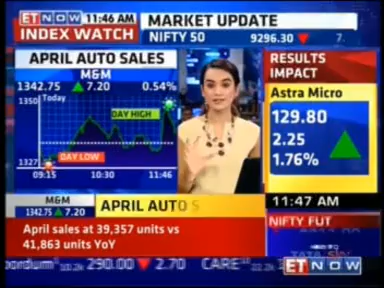 ET NOW 11:46 AM
INDEX WATCH
MARKET UPDATE
NIFTY 50 9296.30 7.
APRIL AUTO SALES
M&M
1342.75 7.20 0.54%
1350 Today
DAY HIGH
DAY LOW
1327
09:15 10:30 11:46
RESULTS
IMPACT
Astra Micro
129.80
2.25
1.76%
11:47 AM
M&M
1342.75 7.20
APRIL AUTO S
April sales at 39,357 units vs
41,863 units YoY
NIFTY FUT
TATA sky
290.00 2.70 CARE
ET NOW